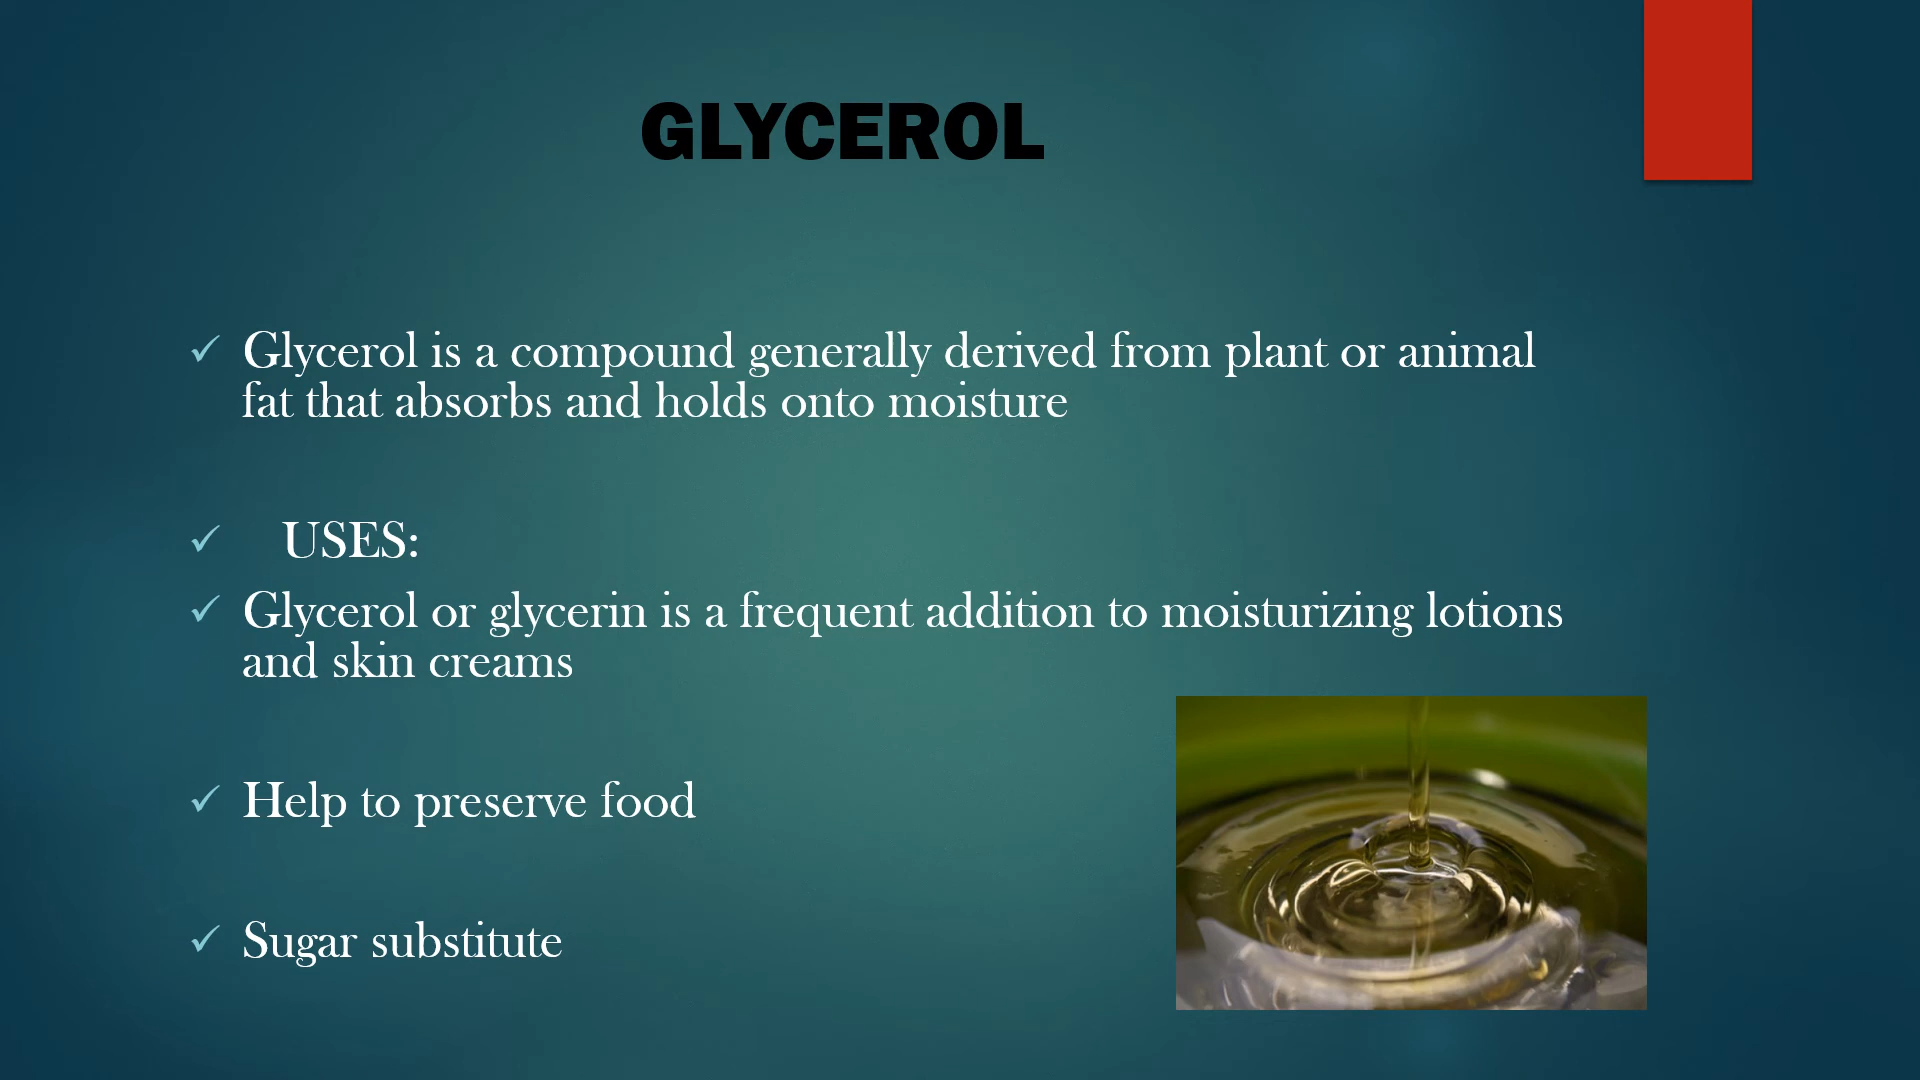 GLYCEROL
✓ Glycerol is a compound generally derived from plant or animal
fat that absorbs and holds onto moisture
✓ USES:
✓ Glycerol or glycerin is a frequent addition to moisturizing lotions
and skin creams
✓ Help to preserve food
✓ Sugar substitute